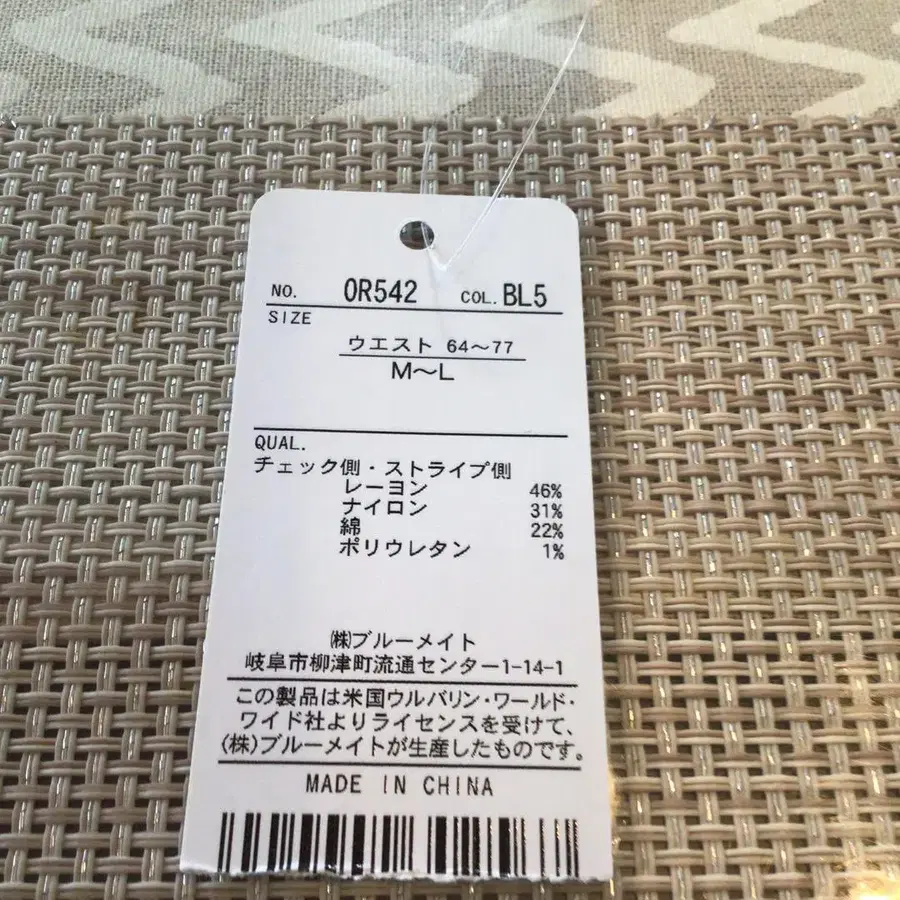 NO. 0R542 COL. BL5
SIZE
ウエスト 64〜77
M〜L
QUAL.
チェック側・ストライプ側
レーヨン 46%
ナイロン 31%
綿 22%
ポリウレタン 1%
㈱ブルーメイト
岐阜市柳津町流通センター1-14-1
この製品は米国ウルバリン・ワールド・
ワイド社よりライセンスを受けて、
(株)ブルーメイトが生産したものです。
MADE IN CHINA